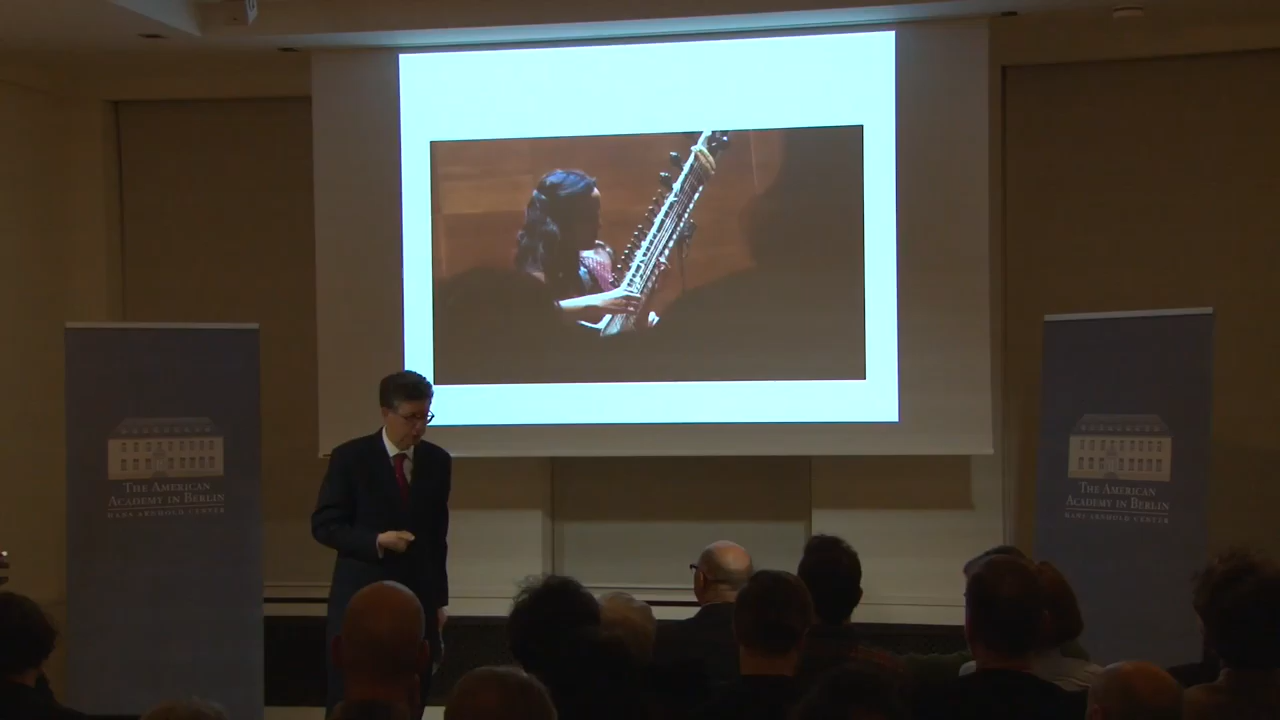 THE AMERICAN
ACADEMY IN BERLIN
HANS ARNHOLD CENTER
THE AMERICAN
ACADEMY IN BERLIN
HANS ARNHOLD CENTER